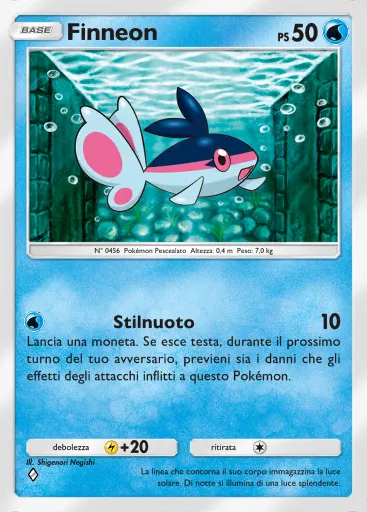 BASE Finneon PS 50
N° 0456 Pokémon Pescealato Altezza: 0,4 m Peso: 7,0 kg
Stilnuoto 10
Lancia una moneta. Se esce testa, durante il prossimo
turno del tuo avversario, previeni sia i danni che gli
effetti degli attacchi inflitti a questo Pokémon.
debolezza +20 ritirata
Ill. Shigenori Negishi
La linea che contorna il suo corpo immagazzina la luce
solare. Di notte si illumina di una luce splendente.